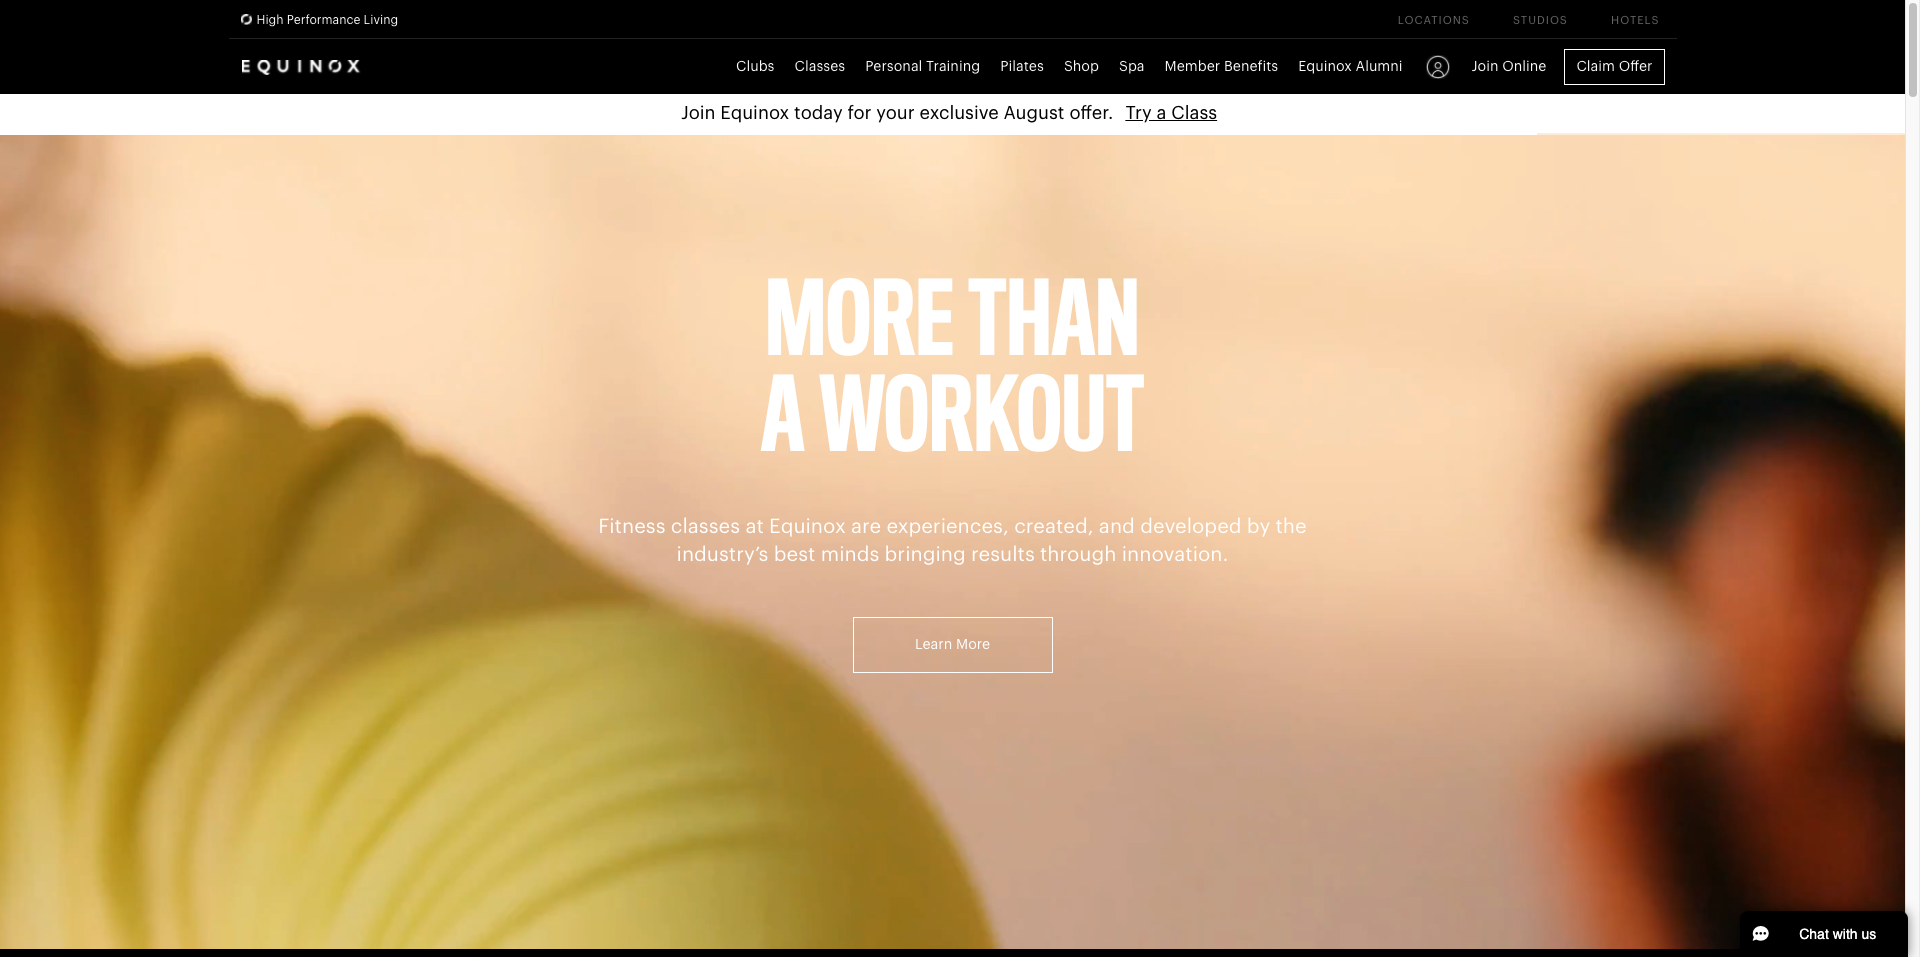 High Performance Living
LOCATIONS STUDIOS HOTELS
EQUINOX
Clubs Classes Personal Training Pilates Shop Spa Member Benefits Equinox Alumni Join Online Claim Offer
Join Equinox today for your exclusive August offer. Try a Class
MORE THAN
A WORKOUT
Fitness classes at Equinox are experiences, created, and developed by the
industry’s best minds bringing results through innovation.
Learn More
Chat with us